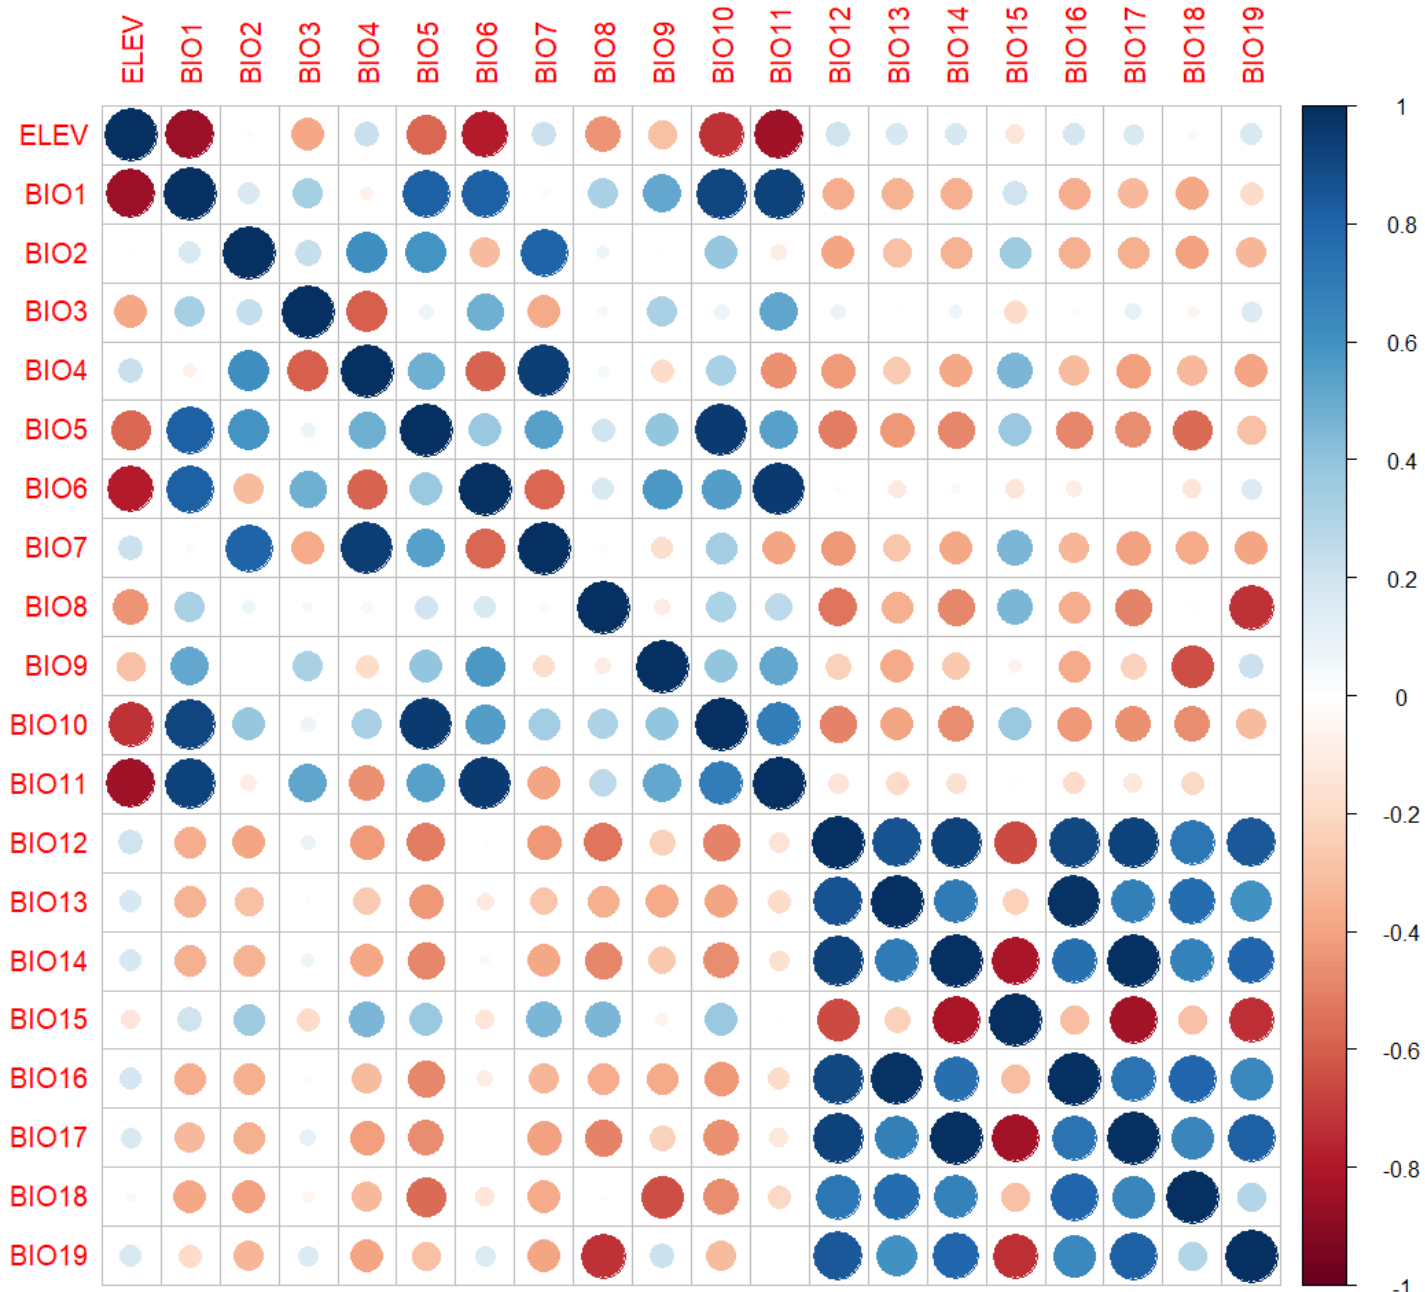 ELEV BIO1 BIO2 BIO3 BIO4 BIO5 BIO6 BIO7 BIO8 BIO9 BIO10 BIO11 BIO12 BIO13 BIO14 BIO15 BIO16 BIO17 BIO18 BIO19
ELEV
BIO1
BIO2
BIO3
BIO4
BIO5
BIO6
BIO7
BIO8
BIO9
BIO10
BIO11
BIO12
BIO13
BIO14
BIO15
BIO16
BIO17
BIO18
BIO19
1
0.8
0.6
0.4
0.2
0
-0.2
-0.4
-0.6
-0.8
-1